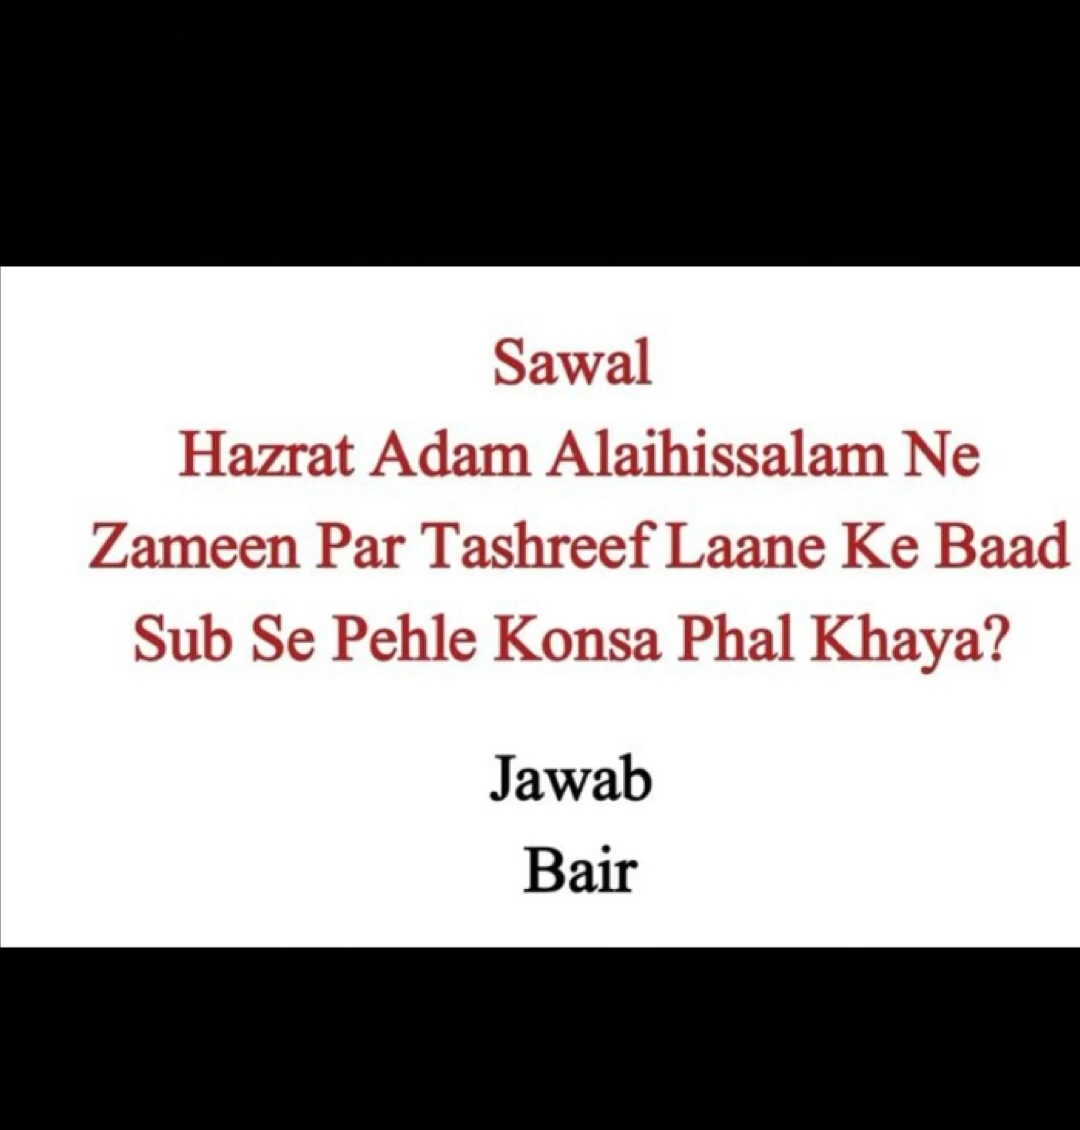 Sawal
Hazrat Adam Alaihissalam Ne
Zameen Par Tashreef Laane Ke Baad
Sub Se Pehle Konsa Phal Khaya?
Jawab
Bair